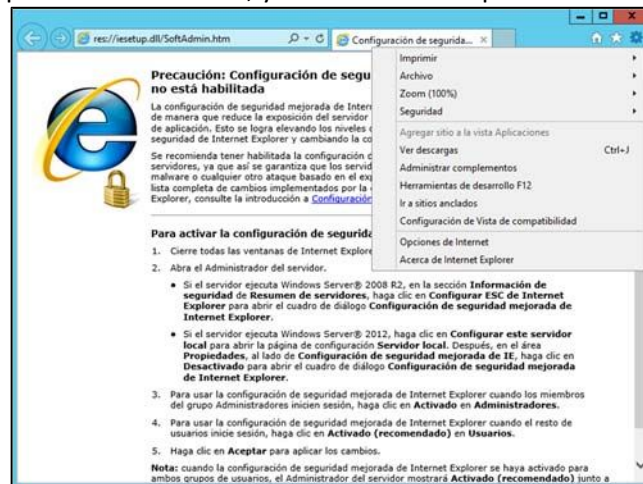 res://iesetup.dll/SoftAdmin.htm
Configuración de segurida...
Imprimir
Archivo
Zoom (100%)
Seguridad
Agregar sitio a la vista Aplicaciones
Ver descargas Ctrl+J
Administrar complementos
Herramientas de desarrollo F12
Ir a sitios anclados
Configuración de Vista de compatibilidad
Opciones de Internet
Acerca de Internet Explorer
Precaución: Configuración de segu
no está habilitada
La configuración de seguridad mejorada de Intern
de manera que reduce la exposición del servidor
de aplicación. Esto se logra elevando los niveles
seguridad de Internet Explorer y cambiando la co
Se recomienda tener habilitada la configuración
servidores, ya que así se garantiza que los servid
malware o cualquier otro ataque basado en el exp
lista completa de cambios implementados por la
Explorer, consulte la introducción a Configuración
Para activar la configuración de segurida
1. Cierre todas las ventanas de Internet Explore
2. Abra el Administrador del servidor.
• Si el servidor ejecuta Windows Server® 2008 R2, en la sección Información de
seguridad de Resumen de servidores, haga clic en Configurar ESC de Internet
Explorer para abrir el cuadro de diálogo Configuración de seguridad mejorada de
Internet Explorer.
• Si el servidor ejecuta Windows Server® 2012, haga clic en Configurar este servidor
local para abrir la página de configuración Servidor local. Después, en el área
Propiedades, al lado de Configuración de seguridad mejorada de IE, haga clic en
Desactivado para abrir el cuadro de diálogo Configuración de seguridad mejorada
de Internet Explorer.
3. Para usar la configuración de seguridad mejorada de Internet Explorer cuando los miembros
del grupo Administradores inicien sesión, haga clic en Activado en Administradores.
4. Para usar la configuración de seguridad mejorada de Internet Explorer cuando el resto de
usuarios inicie sesión, haga clic en Activado (recomendado) en Usuarios.
5. Haga clic en Aceptar para aplicar los cambios.
Nota: cuando la configuración de seguridad mejorada de Internet Explorer se haya activado para
ambos grupos de usuarios, el Administrador del servidor mostrará Activado (recomendado) junto a